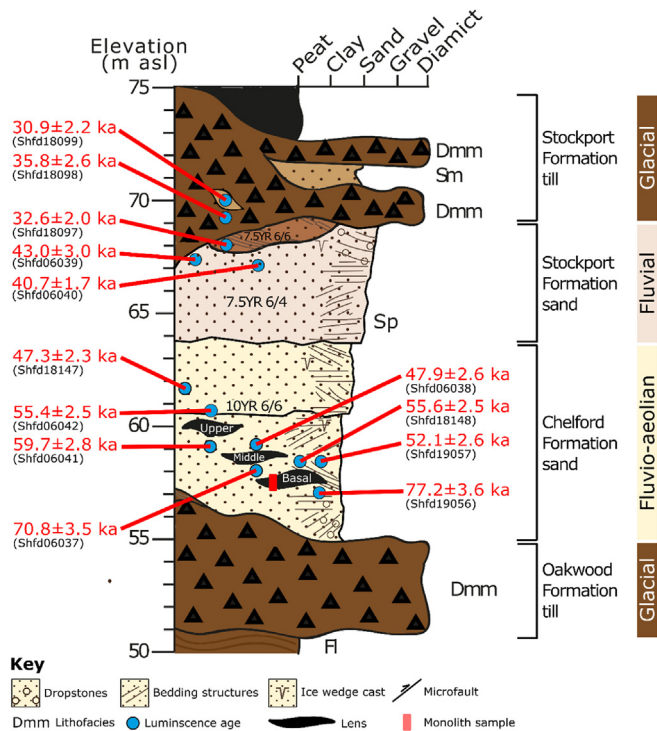 Elevation
(m asl)
Peat
Clay
Sand
Gravel
Diamict
75
70
65
60
55
50
30.9±2.2 ka
(Shfd18099)
35.8±2.6 ka
(Shfd18098)
32.6±2.0 ka
(Shfd18097)
43.0±3.0 ka
(Shfd06039)
40.7±1.7 ka
(Shfd06040)
47.3±2.3 ka
(Shfd18147)
55.4±2.5 ka
(Shfd06042)
59.7±2.8 ka
(Shfd06041)
70.8±3.5 ka
(Shfd06037)
7.5YR 6/6
7.5YR 6/4
10YR 6/6
Upper
Middle
Basal
Dmm
Sm
Dmm
Sp
47.9±2.6 ka
(Shfd06038)
55.6±2.5 ka
(Shfd18148)
52.1±2.6 ka
(Shfd19057)
77.2±3.6 ka
(Shfd19056)
Dmm
Fl
Stockport
Formation
till
Stockport
Formation
sand
Chelford
Formation
sand
Oakwood
Formation
till
Glacial
Fluvial
Fluvio-aeolian
Glacial
Key
Dropstones
Bedding structures
Ice wedge cast
Microfault
Dmm Lithofacies
Luminscence age
Lens
Monolith sample